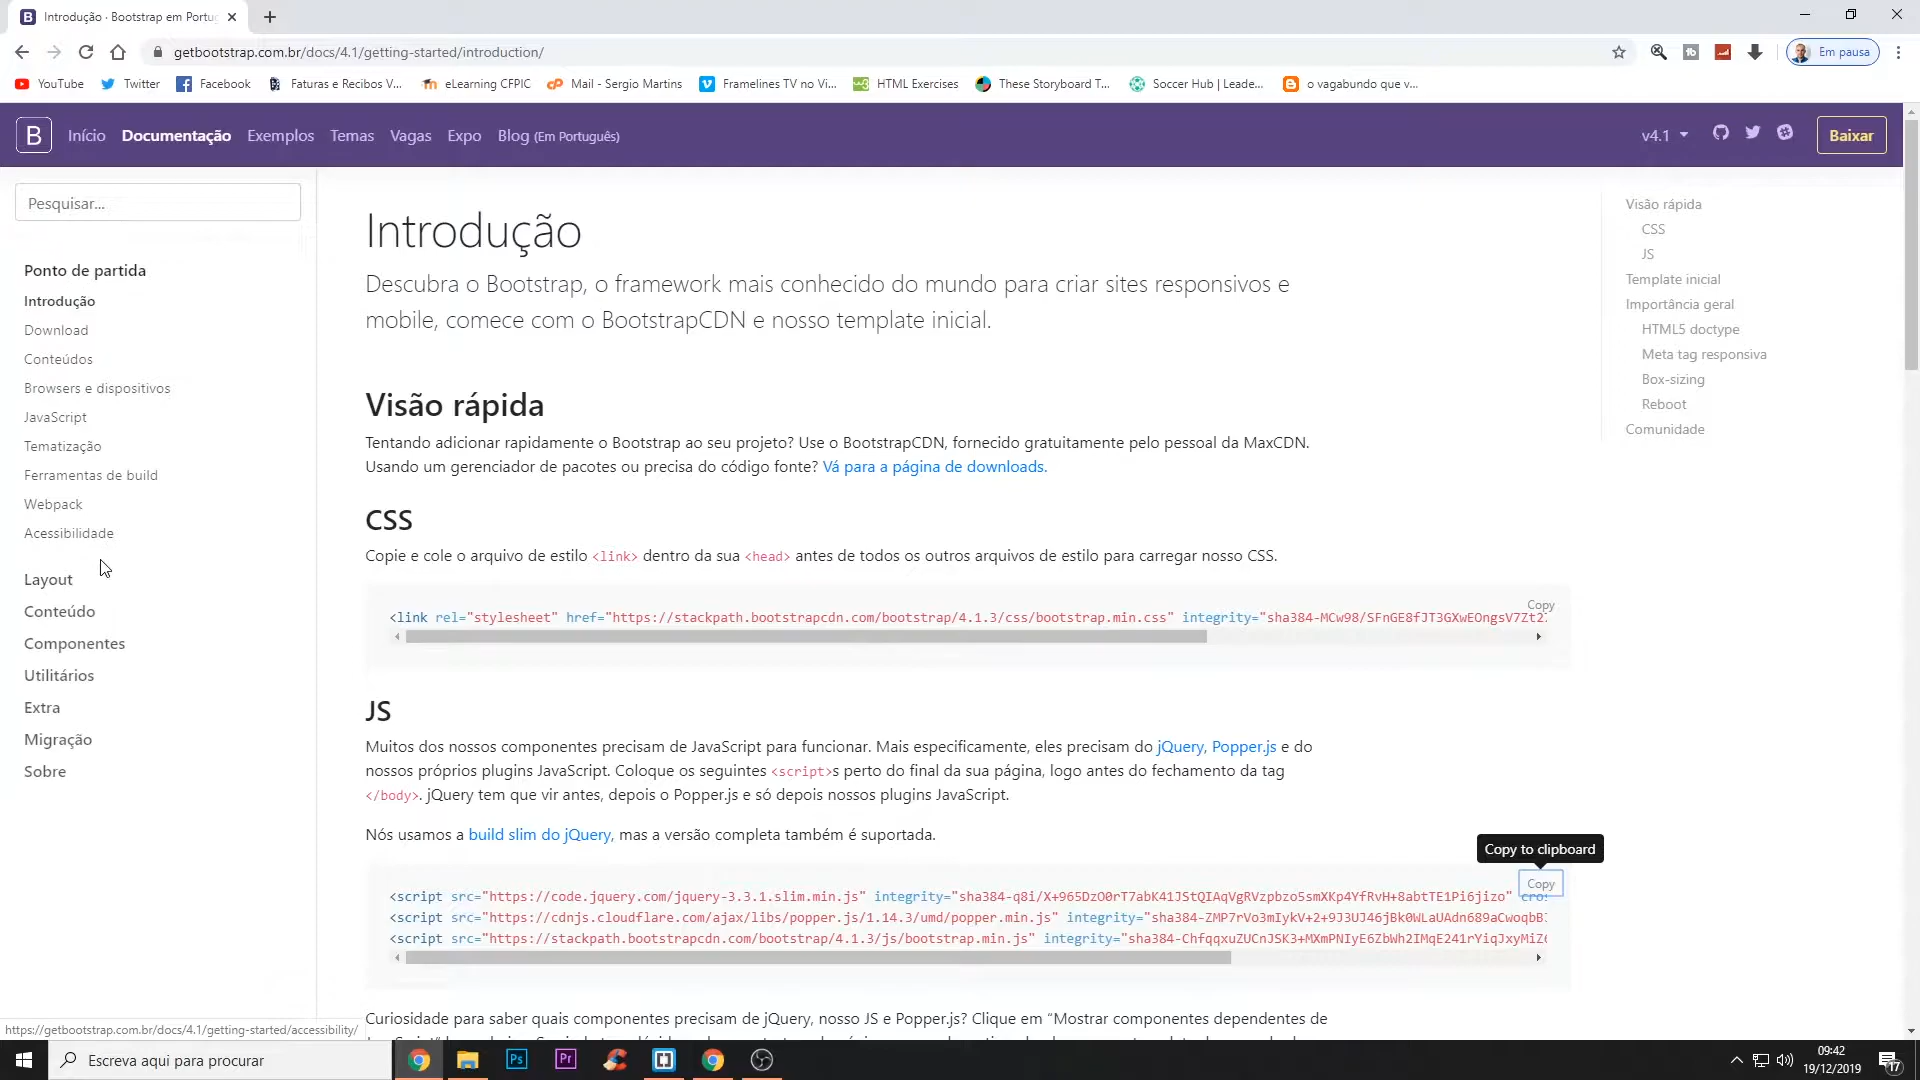 Introdução · Bootstrap em Portu
getbootstrap.com.br/docs/4.1/getting-started/introduction/
Em pausa
YouTube
Twitter
Facebook
Faturas e Recibos V...
eLearning CFPIC
Mail - Sergio Martins
Framelines TV no Vi...
HTML Exercises
These Storyboard T...
Soccer Hub | Leade...
o vagabundo que v...
B
Início
Documentação
Exemplos
Temas
Vagas
Expo
Blog (Em Português)
v4.1
Baixar
Pesquisar...
Ponto de partida
Introdução
Download
Conteúdos
Browsers e dispositivos
JavaScript
Tematização
Ferramentas de build
Webpack
Acessibilidade
Layout
Conteúdo
Componentes
Utilitários
Extra
Migração
Sobre
Introdução
Descubra o Bootstrap, o framework mais conhecido do mundo para criar sites responsivos e
mobile, comece com o BootstrapCDN e nosso template inicial.
Visão rápida
Tentando adicionar rapidamente o Bootstrap ao seu projeto? Use o BootstrapCDN, fornecido gratuitamente pelo pessoal da MaxCDN.
Usando um gerenciador de pacotes ou precisa do código fonte? Vá para a página de downloads.
CSS
Copie e cole o arquivo de estilo <link> dentro da sua <head> antes de todos os outros arquivos de estilo para carregar nosso CSS.
Copy
<link rel="stylesheet" href="https://stackpath.bootstrapcdn.com/bootstrap/4.1.3/css/bootstrap.min.css" integrity="sha384-MCw98/SFnGE8fJT3GXwEOngsV7Zt2
JS
Muitos dos nossos componentes precisam de JavaScript para funcionar. Mais especificamente, eles precisam do jQuery, Popper.js e do
nossos próprios plugins JavaScript. Coloque os seguintes <script>s perto do final da sua página, logo antes do fechamento da tag
</body>. jQuery tem que vir antes, depois o Popper.js e só depois nossos plugins JavaScript.
Nós usamos a build slim do jQuery, mas a versão completa também é suportada.
Copy to clipboard
Copy
<script src="https://code.jquery.com/jquery-3.3.1.slim.min.js" integrity="sha384-q8i/X+965DzO0rT7abK41JStQIAqVgRVzpbzo5smXKp4YfRvH+8abtTE1Pi6jizo" cro
<script src="https://cdnjs.cloudflare.com/ajax/libs/popper.js/1.14.3/umd/popper.min.js" integrity="sha384-ZMP7rVo3mIykV+2+9J3UJ46jBk0WLaUAdn689aCwoqbB
<script src="https://stackpath.bootstrapcdn.com/bootstrap/4.1.3/js/bootstrap.min.js" integrity="sha384-ChfqqxuZUCnJSK3+MXmPNIyE6ZbWh2IMqE241rYiqJxyMiZ6
Curiosidade para saber quais componentes precisam de jQuery, nosso JS e Popper.js? Clique em “Mostrar componentes dependentes de
Visão rápida
CSS
JS
Template inicial
Importância geral
HTML5 doctype
Meta tag responsiva
Box-sizing
Reboot
Comunidade
https://getbootstrap.com.br/docs/4.1/getting-started/accessibility/
Escreva aqui para procurar
Ps
Pr
09:42
19/12/2019
17